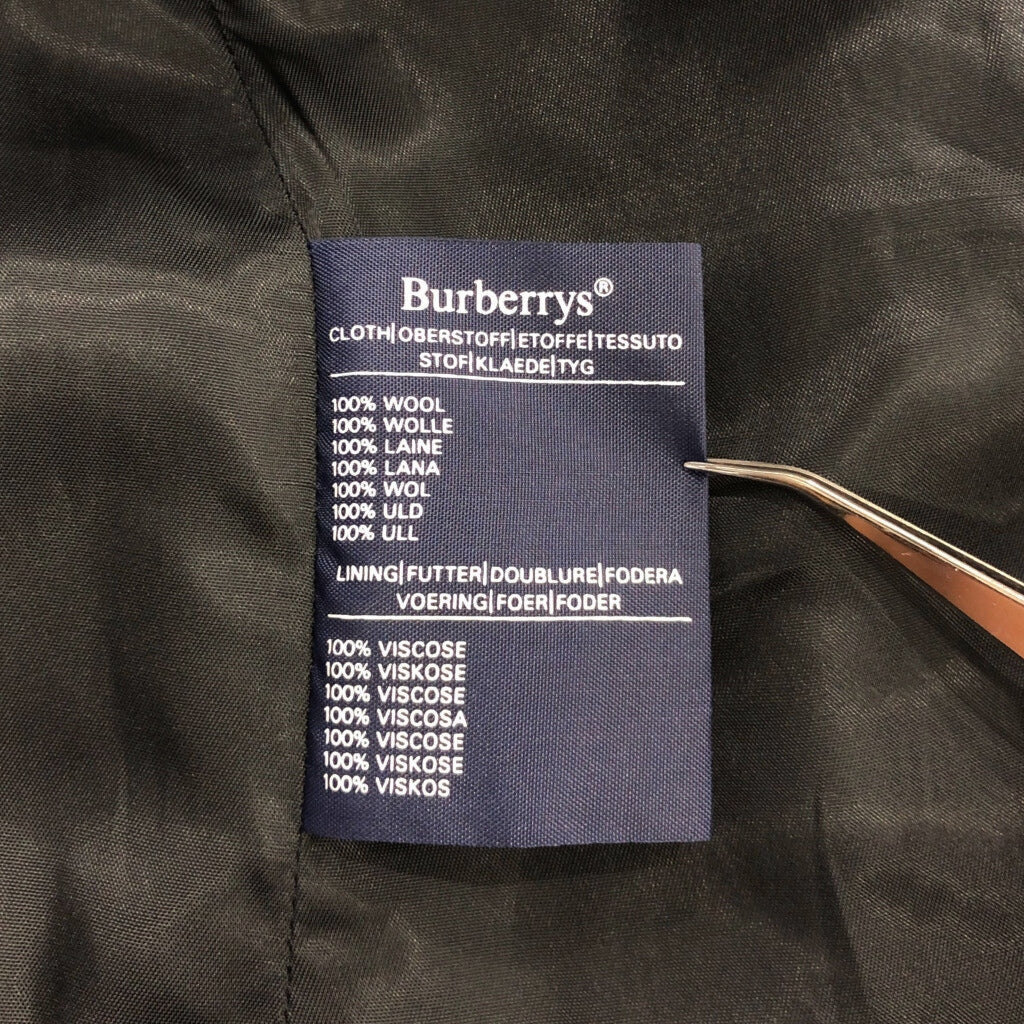 Burberrys®
CLOTH|OBERSTOFF|ETOFFE|TESSUTO
STOF|KLAEDE|TYG
100% WOOL
100% WOLLE
100% LAINE
100% LANA
100% WOL
100% ULD
100% ULL
LINING|FUTTER|DOUBLURE|FODERA
VOERING|FOER|FODER
100% VISCOSE
100% VISKOSE
100% VISCOSE
100% VISCOSA
100% VISCOSE
100% VISKOSE
100% VISKOS